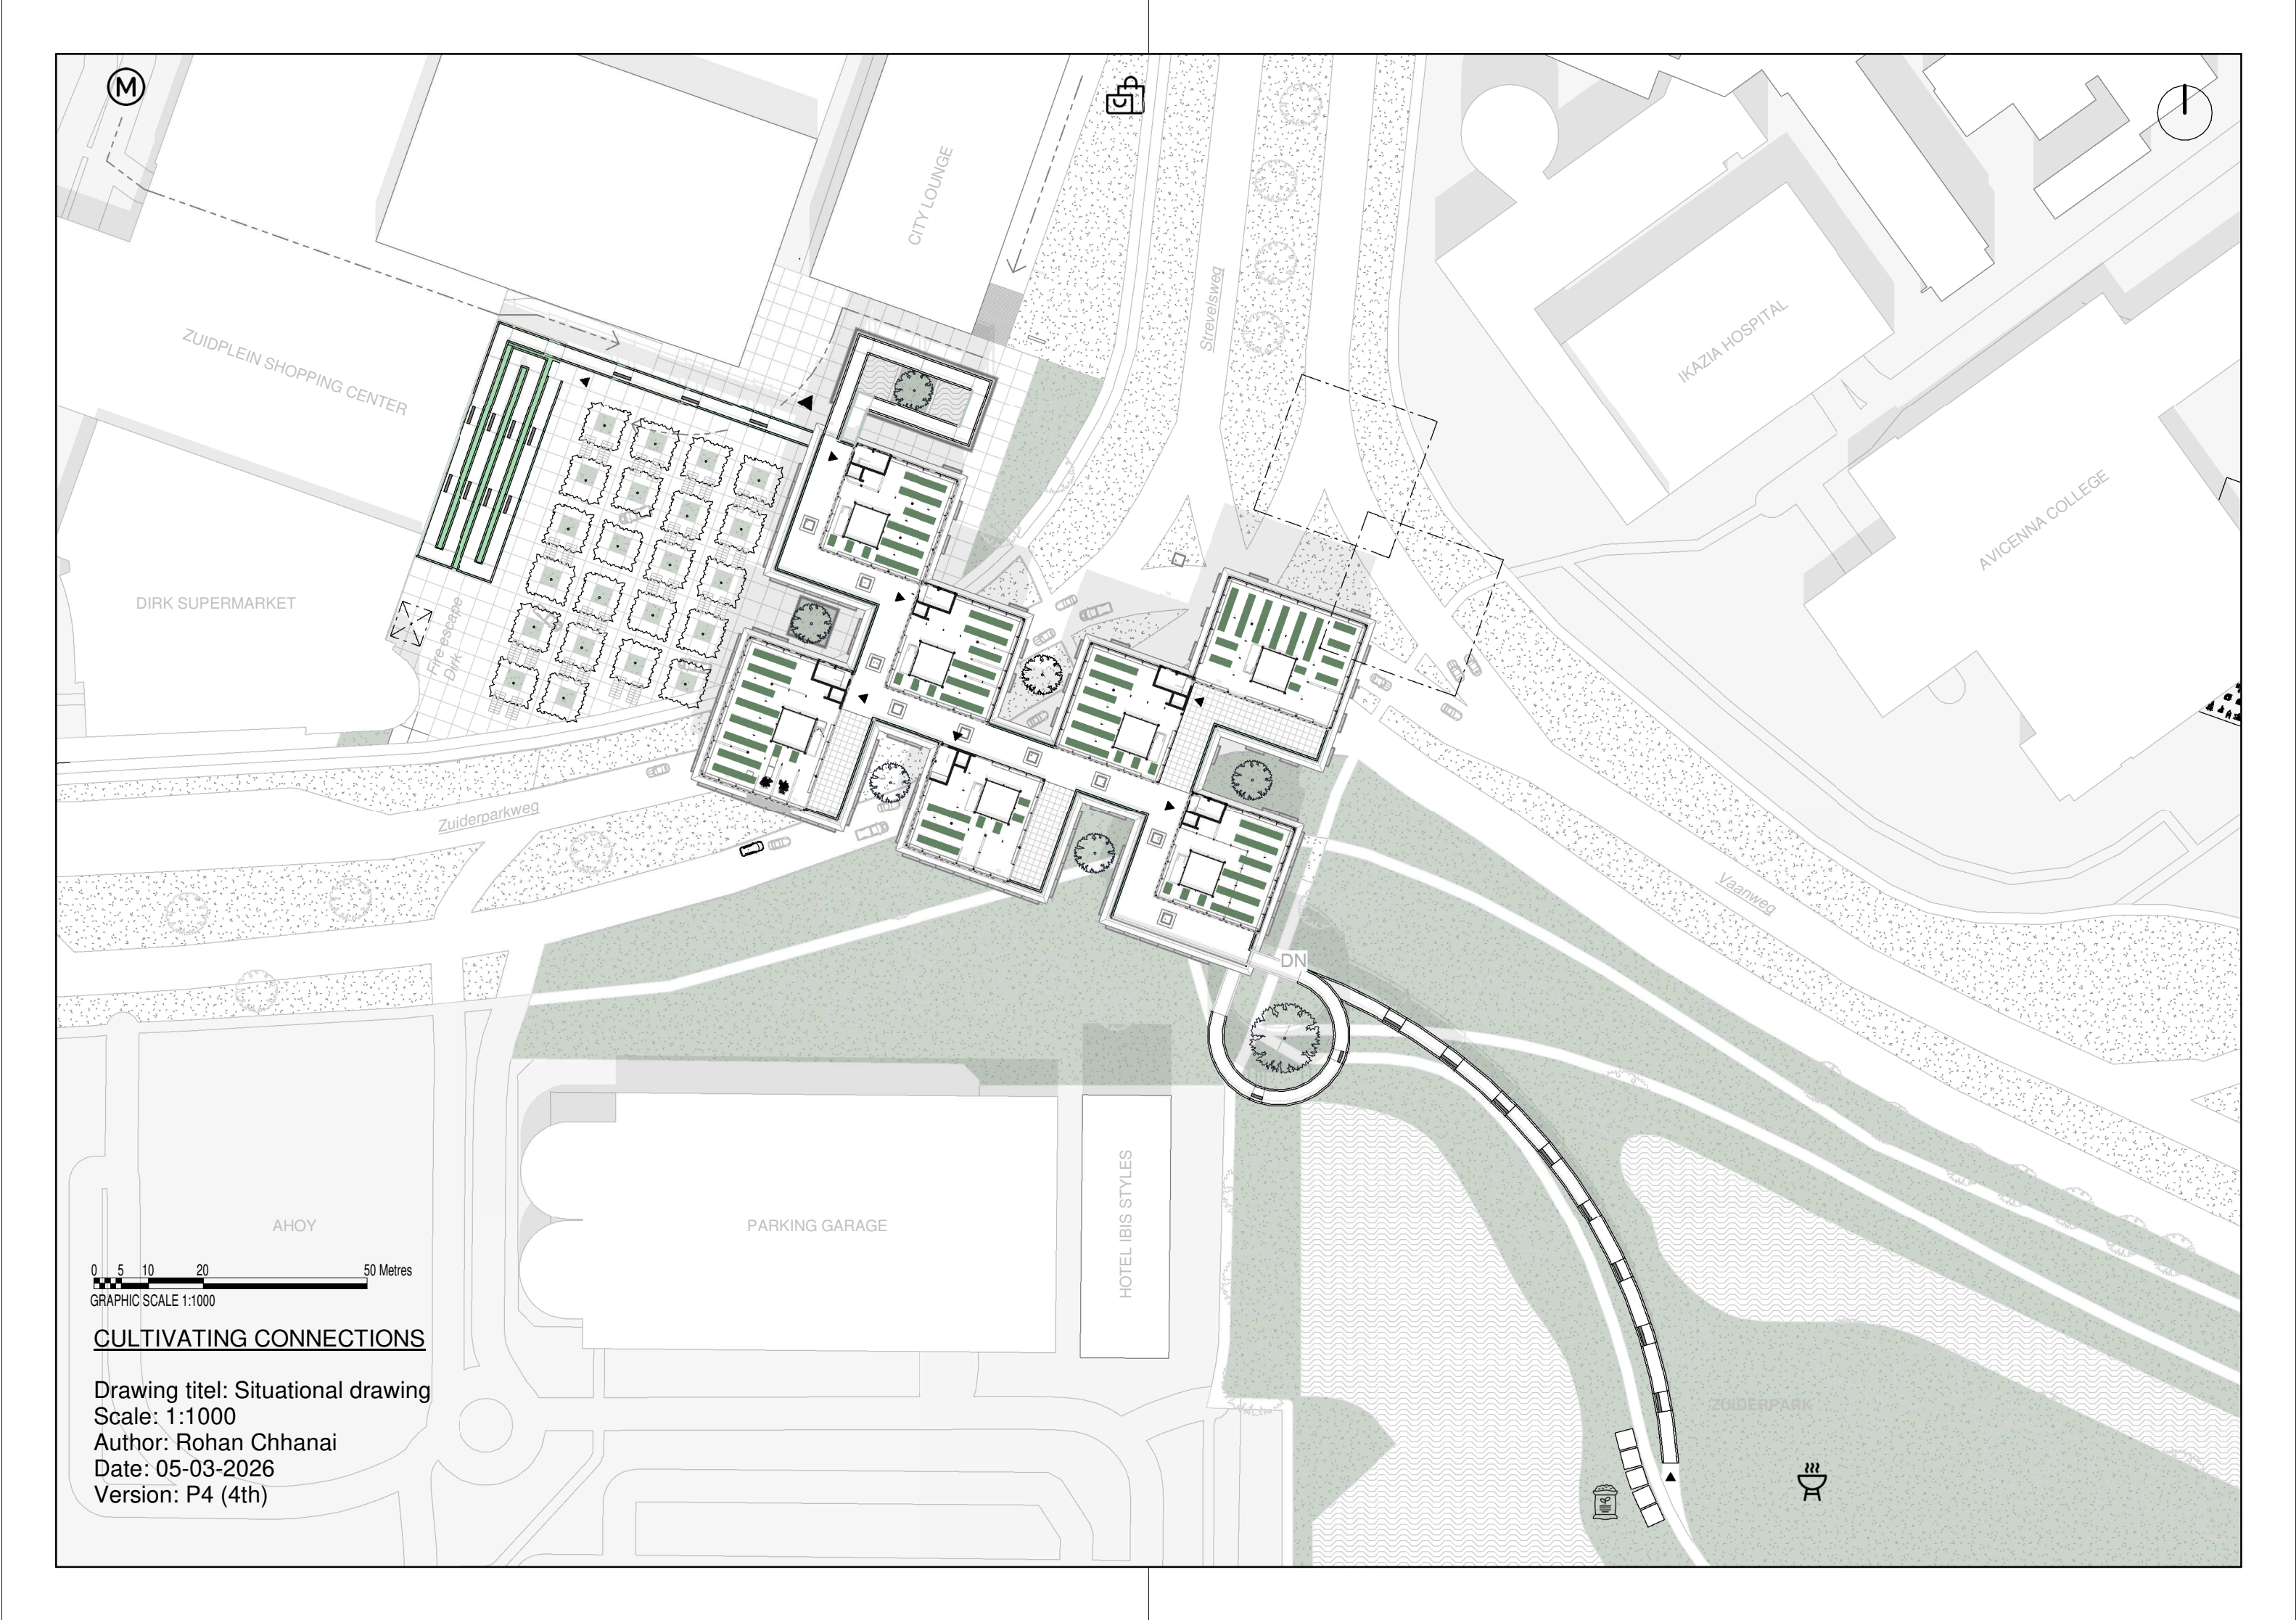 M
CITY LOUNGE
Strevelsweg
IKAZIA HOSPITAL
ZUIDPLEIN SHOPPING CENTER
AVICENNA COLLEGE
DIRK SUPERMARKET
Fire escape
Dirk
Zuiderparkweg
Vaanweg
DN
AHOY
PARKING GARAGE
HOTEL IBIS STYLES
ZUIDERPARK
0 5 10 20 50 Metres
GRAPHIC SCALE 1:1000
CULTIVATING CONNECTIONS
Drawing titel: Situational drawing
Scale: 1:1000
Author: Rohan Chhanai
Date: 05-03-2026
Version: P4 (4th)